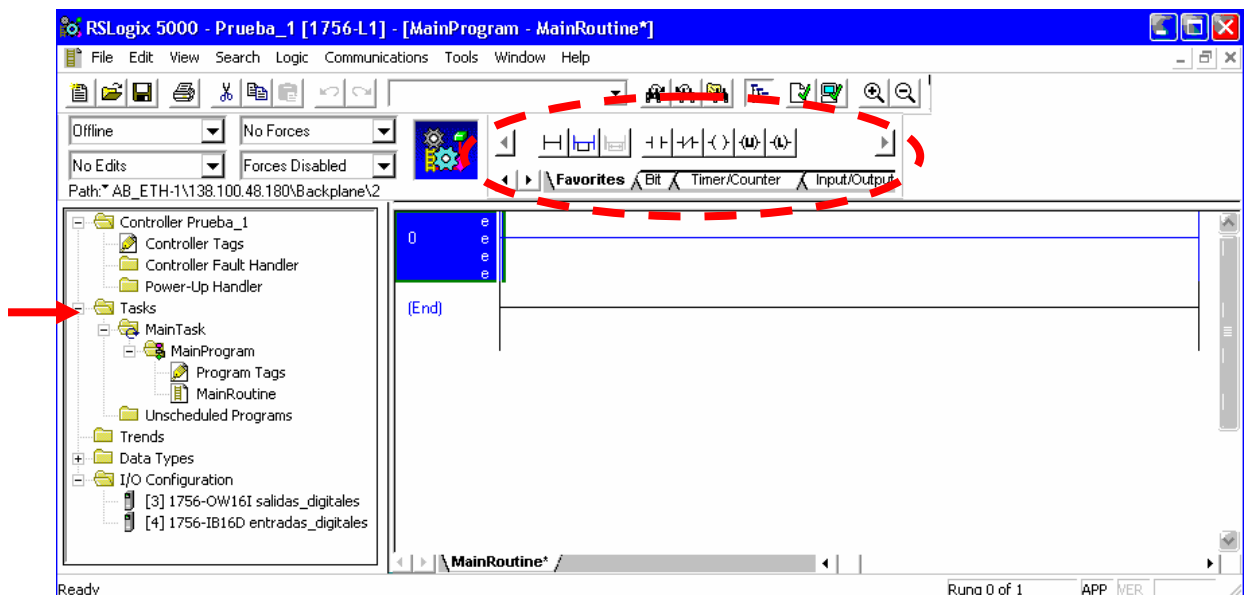 RSLogix 5000 - Prueba_1 [1756-L1] - [MainProgram - MainRoutine*]
File Edit View Search Logic Communications Tools Window Help
Offline
No Forces
No Edits
Forces Disabled
Path: AB_ETH-1\138.100.48.180\Backplane\2
Favorites Bit Timer/Counter Input/Output
Controller Prueba_1
Controller Tags
Controller Fault Handler
Power-Up Handler
Tasks
MainTask
MainProgram
Program Tags
MainRoutine
Unscheduled Programs
Trends
Data Types
I/O Configuration
[3] 1756-OW16I salidas_digitales
[4] 1756-IB16D entradas_digitales
0
e
e
e
e
(End)
MainRoutine*
Ready
Rung 0 of 1
APP
VER